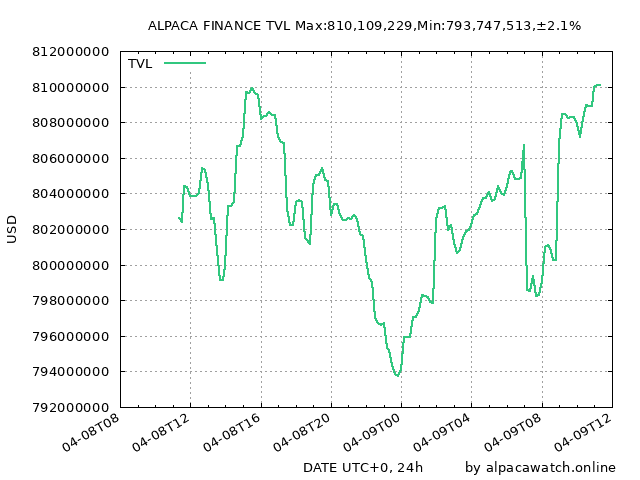 ALPACA FINANCE TVL Max:810,109,229,Min:793,747,513,±2.1%
812000000
TVL
810000000
808000000
806000000
804000000
802000000
800000000
798000000
796000000
794000000
792000000
USD
04-08T08 04-08T12 04-08T16 04-08T20 04-09T00 04-09T04 04-09T08 04-09T12
DATE UTC+0, 24h by alpacawatch.online